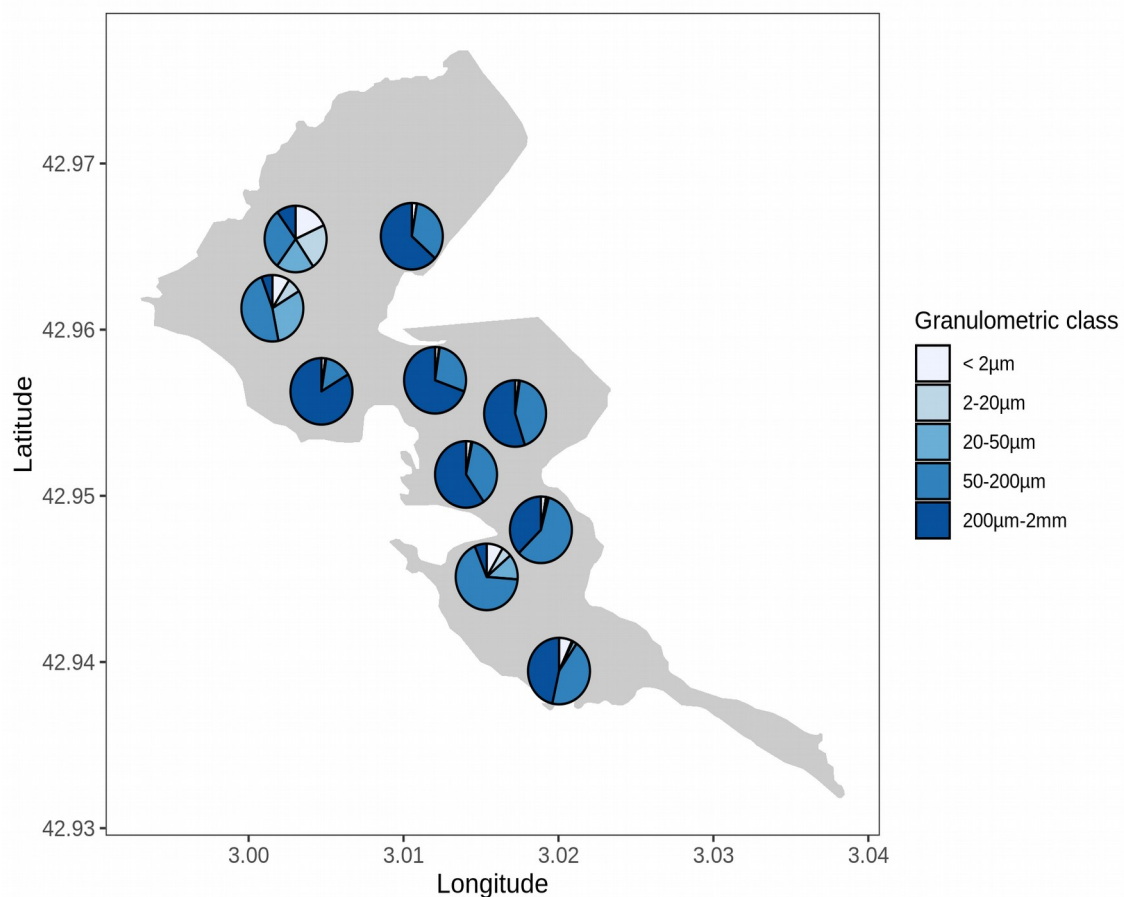 42.97
42.96
42.95
42.94
42.93
Latitude
3.00
3.01
3.02
3.03
3.04
Longitude
Granulometric class
< 2µm
2-20µm
20-50µm
50-200µm
200µm-2mm